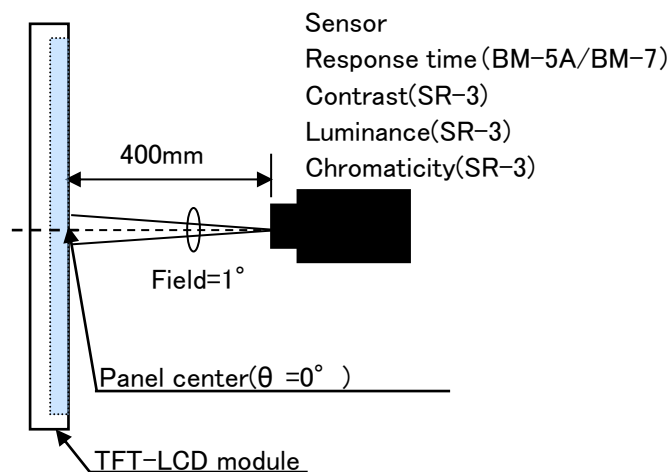 Sensor
Response time(BM-5A/BM-7)
Contrast(SR-3)
Luminance(SR-3)
Chromaticity(SR-3)
400mm
Field=1°
Panel center(θ =0° )
TFT-LCD module